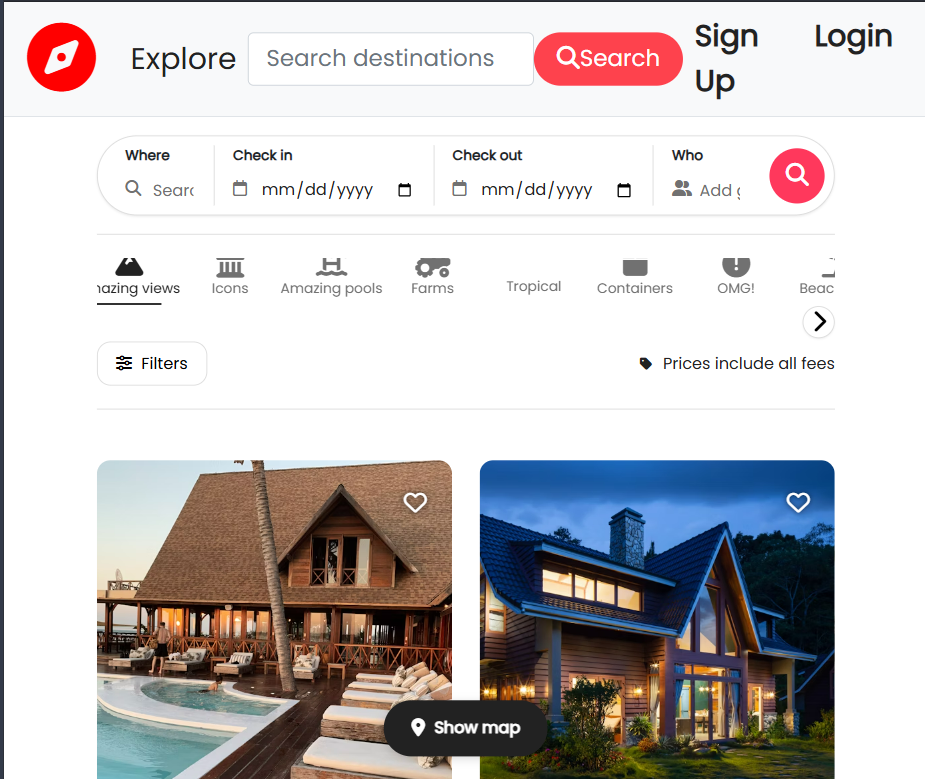 Explore
Search destinations
Search
Sign Up
Login
Where
Check in
Check out
Who
Searc
mm/dd/yyyy
mm/dd/yyyy
Add g
nazing views
Icons
Amazing pools
Farms
Tropical
Containers
OMG!
Beac
Filters
Prices include all fees
Show map